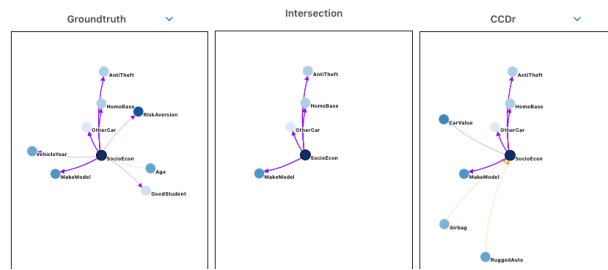 Groundtruth
Intersection
CCDr
AntiTheft
HomeBase
RiskAversion
OtherCar
VehicleYear
SocioEcon
Age
MakeModel
GoodStudent
AntiTheft
HomeBase
OtherCar
SocioEcon
MakeModel
AntiTheft
HomeBase
CarValue
OtherCar
SocioEcon
MakeModel
Airbag
RuggedAuto